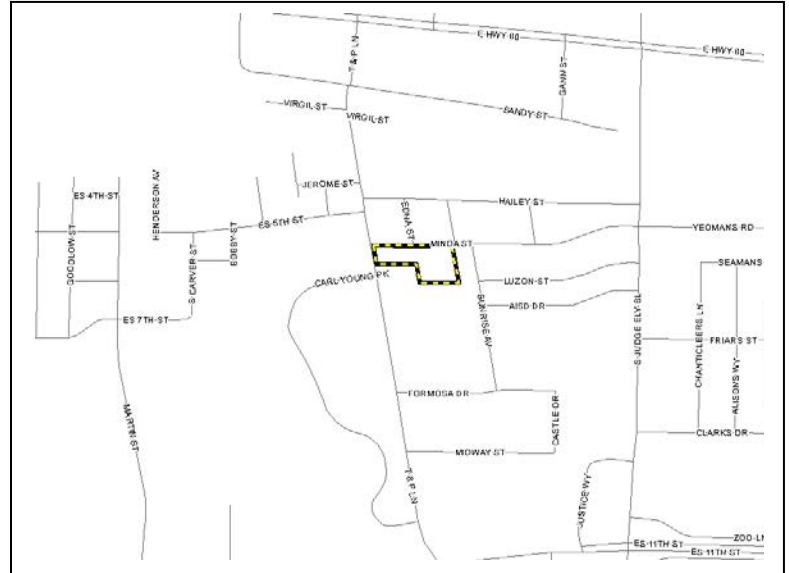 E HWY 80
E HWY 80
T & P LN
GANN ST
VIRGIL ST
VIRGIL ST
SANDY ST
ES 4TH ST
HENDERSON AV
JEROME ST
HAILEY ST
EDNA ST
ES 5TH ST
BOBBY ST
MINDA ST
YEOMANS RD
GOODLOW ST
S CARVER ST
CARL YOUNG PK
LUZON ST
SEAMANS
SUNRISE AV
AISD DR
ES 7TH ST
S JUDGE ELY BL
CHANTICLEERS LN
FRIARS ST
ALISON'S WY
MARTIN ST
FORMOSA DR
CASTLE DR
CLARKS DR
MIDWAY ST
T & P LN
JUSTICE WY
ZOO LN
ES 11TH ST
ES 11TH ST